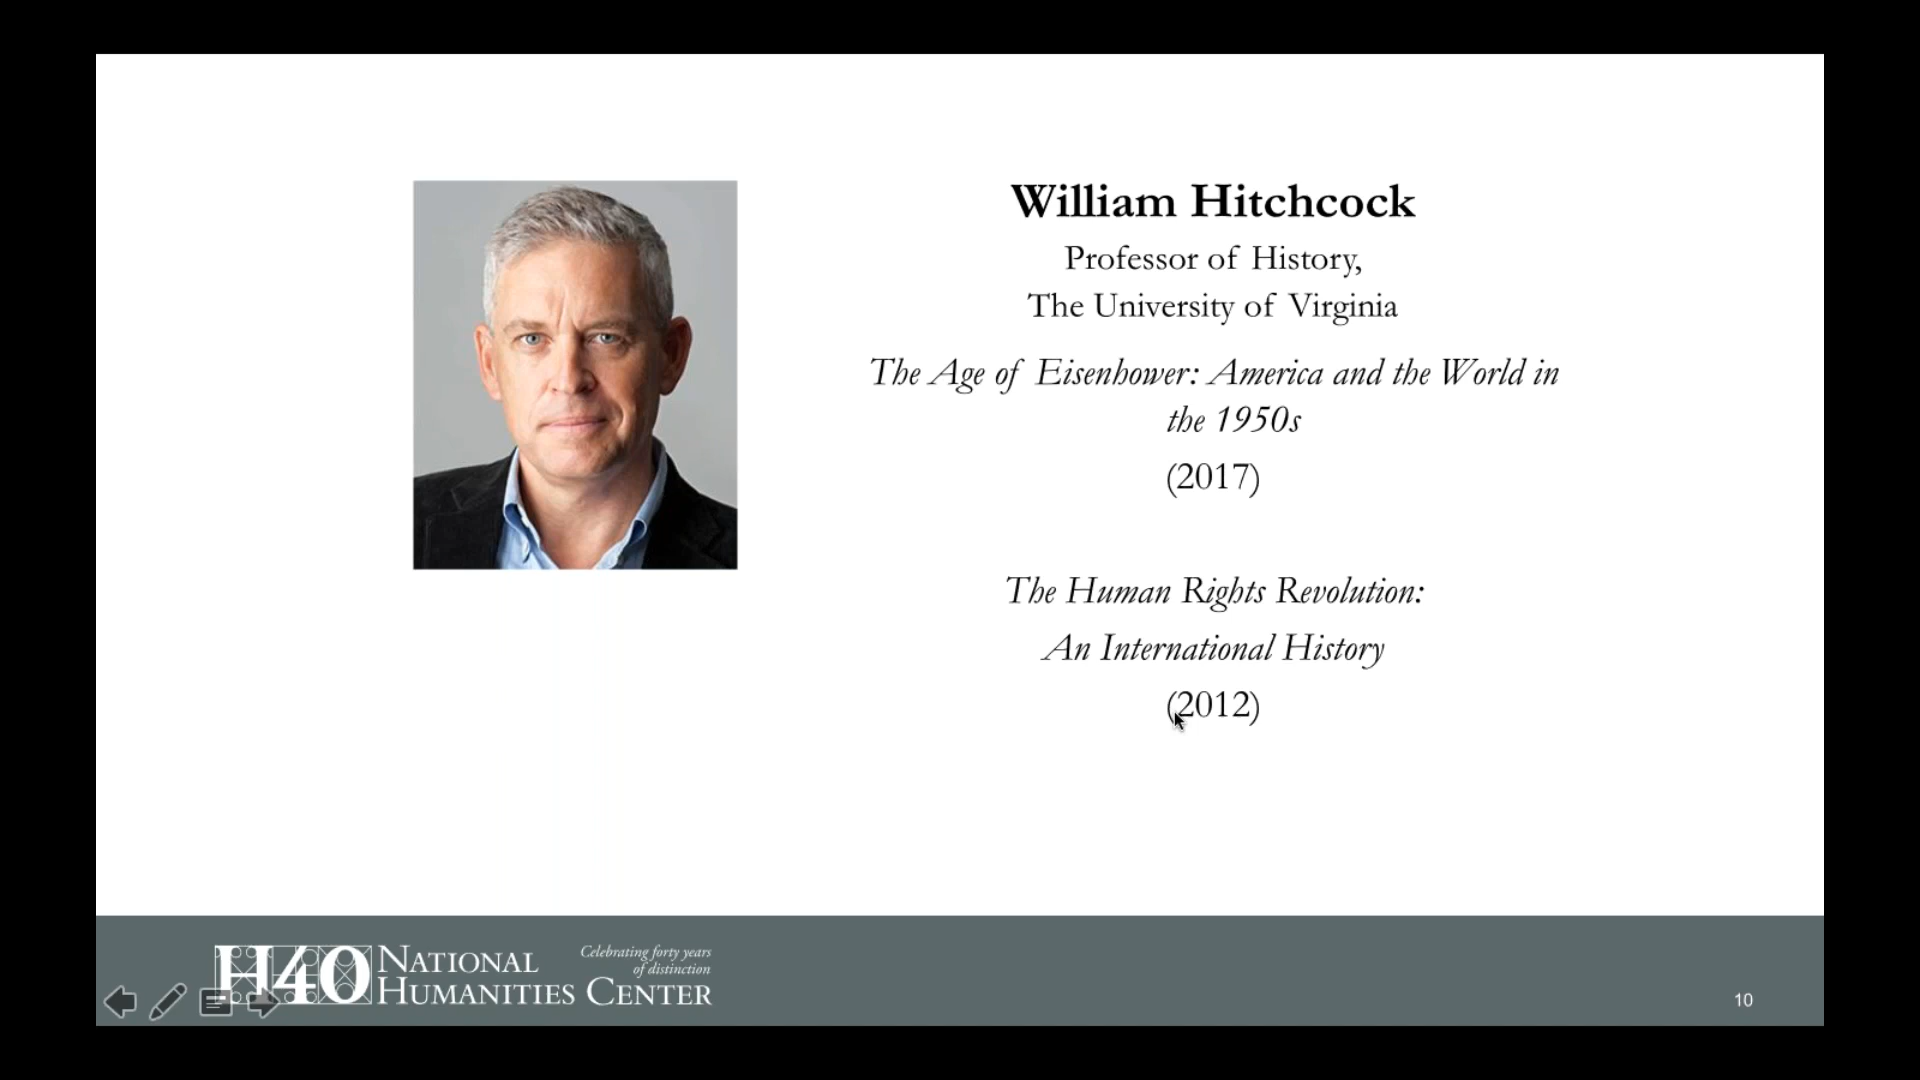 William Hitchcock
Professor of History,
The University of Virginia
The Age of Eisenhower: America and the World in
the 1950s
(2017)
The Human Rights Revolution:
An International History
(2012)
H40
NATIONAL
HUMANITIES CENTER
Celebrating forty years
of distinction
10